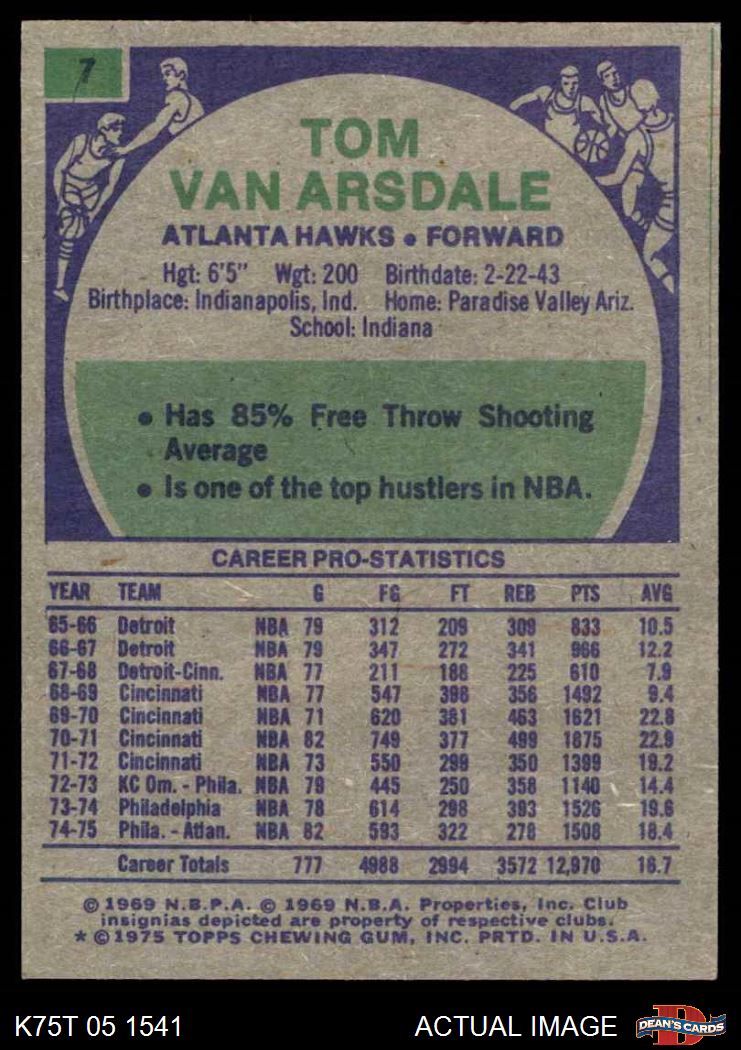 7
TOM
VAN ARSDALE
ATLANTA HAWKS • FORWARD
Hgt: 6'5" Wgt: 200 Birthdate: 2-22-43
Birthplace: Indianapolis, Ind. Home: Paradise Valley Ariz.
School: Indiana
• Has 85% Free Throw Shooting
Average
• Is one of the top hustlers in NBA.
CAREER PRO-STATISTICS
YEAR TEAM G FG FT REB PTS AVG
65-66 Detroit NBA 79 312 209 309 833 10.5
66-67 Detroit NBA 79 347 272 341 966 12.2
67-68 Detroit-Cinn. NBA 77 211 188 225 610 7.9
68-69 Cincinnati NBA 77 547 398 356 1492 9.4
69-70 Cincinnati NBA 71 620 381 463 1621 22.8
70-71 Cincinnati NBA 82 749 377 499 1875 22.9
71-72 Cincinnati NBA 73 550 299 350 1399 19.2
72-73 KC Om. - Phila. NBA 79 445 250 358 1140 14.4
73-74 Philadelphia NBA 78 614 298 393 1526 19.6
74-75 Phila. - Atlan. NBA 82 593 322 278 1508 18.4
Career Totals 777 4988 2994 3572 12,970 16.7
© 1969 N.B.P.A. © 1969 N.B.A. Properties, Inc. Club
insignias depicted are property of respective clubs.
* © 1975 TOPPS CHEWING GUM, INC. PRTD. IN U.S.A.
K75T 05 1541 ACTUAL IMAGE
D
DEAN'S CARDS